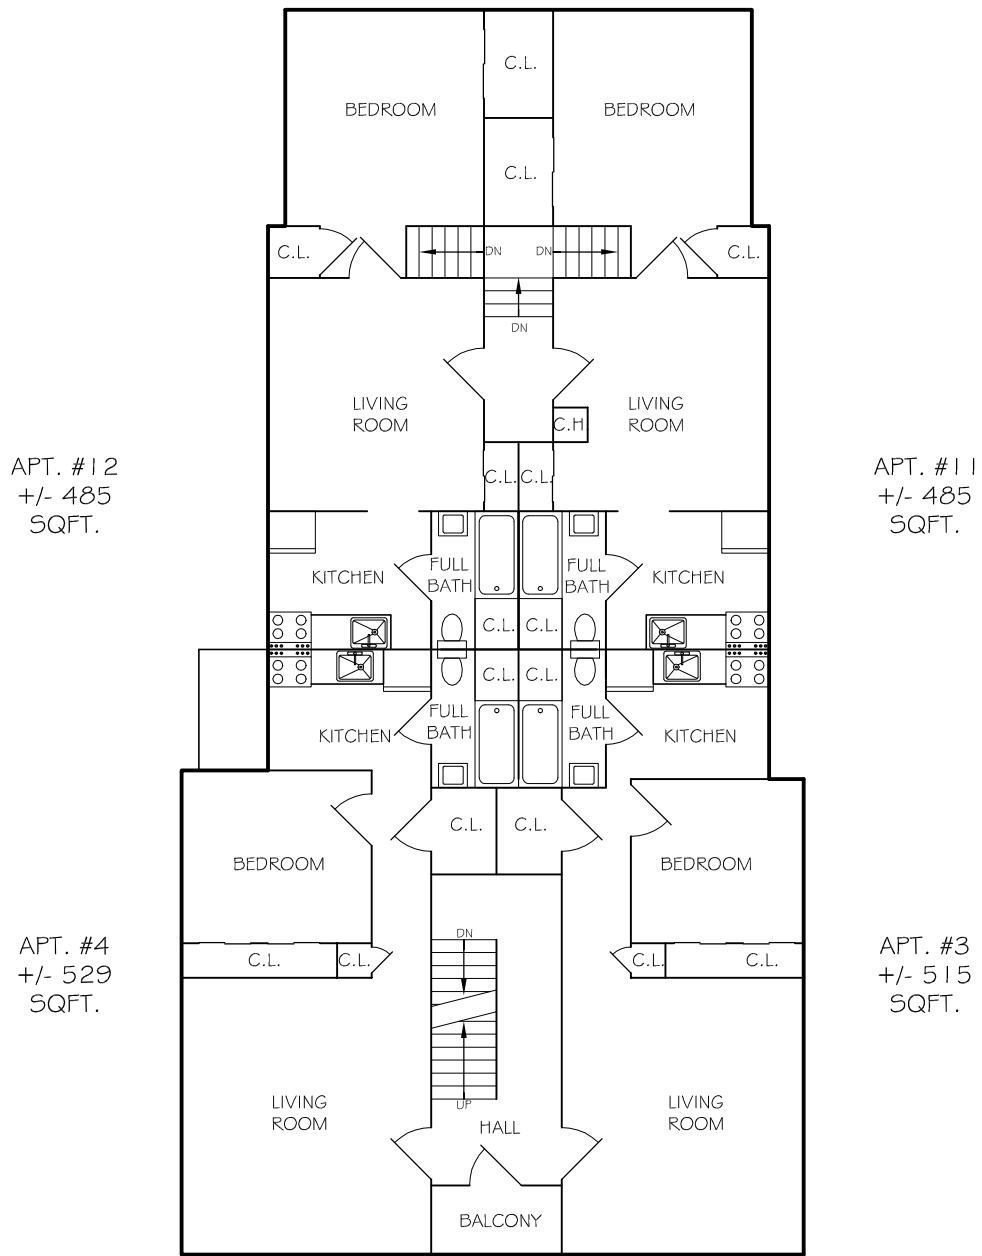 C.L.
BEDROOM
BEDROOM
C.L.
C.L.
DN
DN
C.L.
DN
LIVING
ROOM
LIVING
ROOM
C.H
APT. #12
+/- 485
SQFT.
APT. #11
+/- 485
SQFT.
C.L.
C.L.
KITCHEN
FULL
BATH
FULL
BATH
KITCHEN
C.L.
C.L.
C.L.
C.L.
KITCHEN
FULL
BATH
FULL
BATH
KITCHEN
C.L.
C.L.
BEDROOM
BEDROOM
APT. #4
+/- 529
SQFT.
DN
APT. #3
+/- 515
SQFT.
C.L.
C.L.
C.L.
C.L.
LIVING
ROOM
UP
LIVING
ROOM
HALL
BALCONY